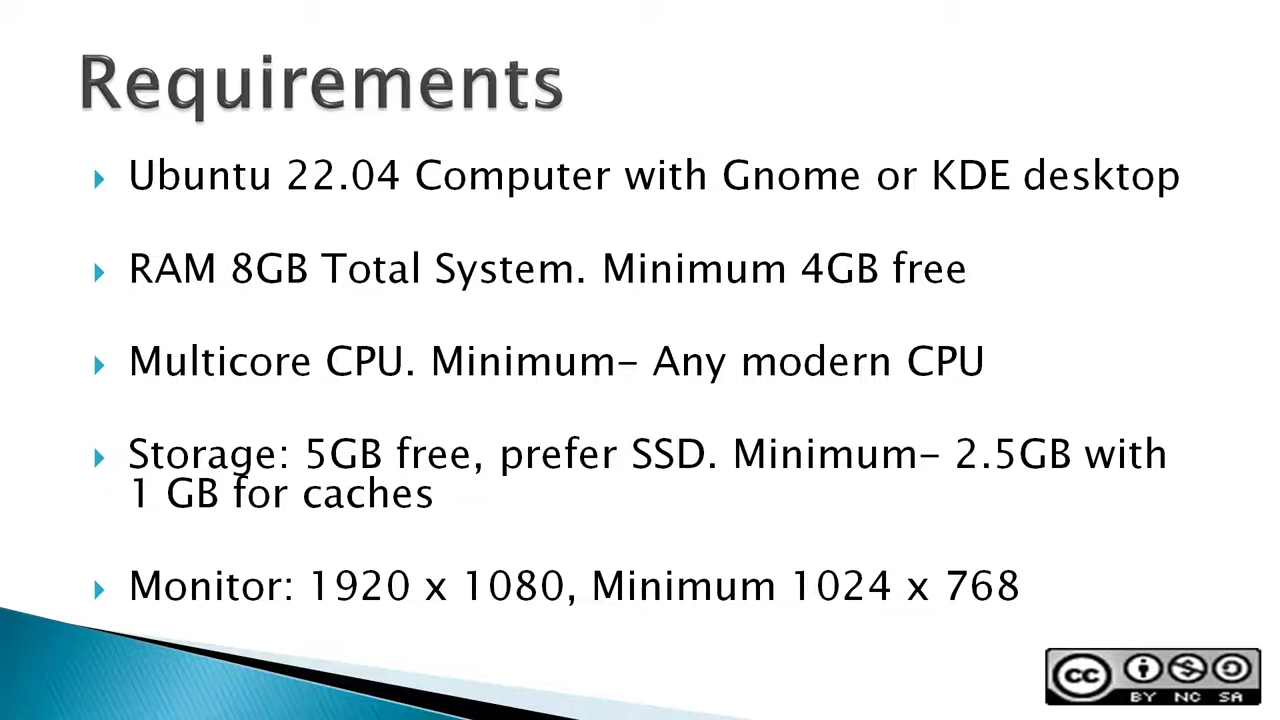 Requirements
Ubuntu 22.04 Computer with Gnome or KDE desktop
RAM 8GB Total System. Minimum 4GB free
Multicore CPU. Minimum- Any modern CPU
Storage: 5GB free, prefer SSD. Minimum- 2.5GB with
1 GB for caches
Monitor: 1920 x 1080, Minimum 1024 x 768
cc
BY NC SA